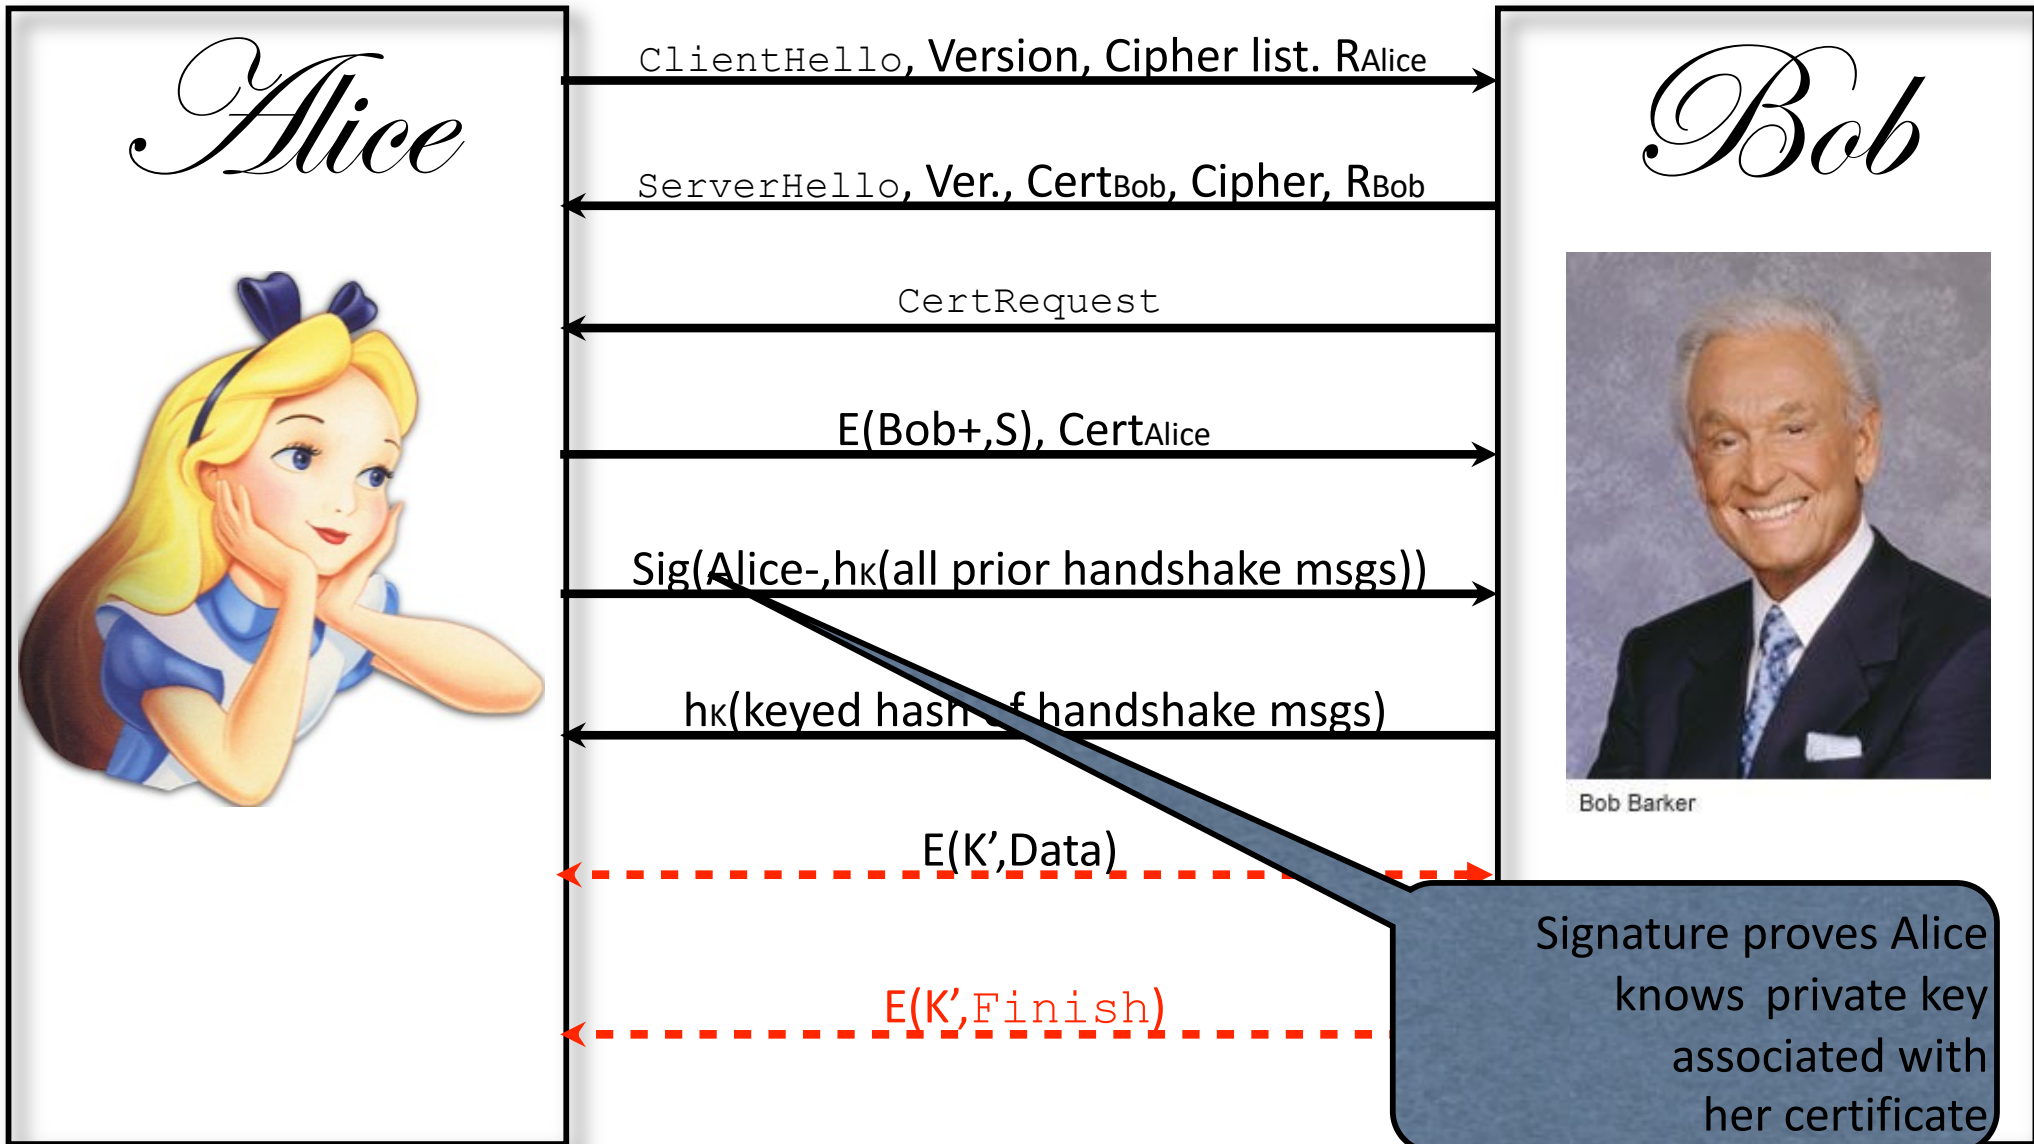 Alice
Bob
ClientHello, Version, Cipher list. RAlice
ServerHello, Ver., CertBob, Cipher, RBob
CertRequest
E(Bob+,S), CertAlice
Sig(Alice-,hK(all prior handshake msgs))
hK(keyed hash of handshake msgs)
Bob Barker
E(K’,Data)
E(K’,Finish)
Signature proves Alice
knows private key
associated with
her certificate